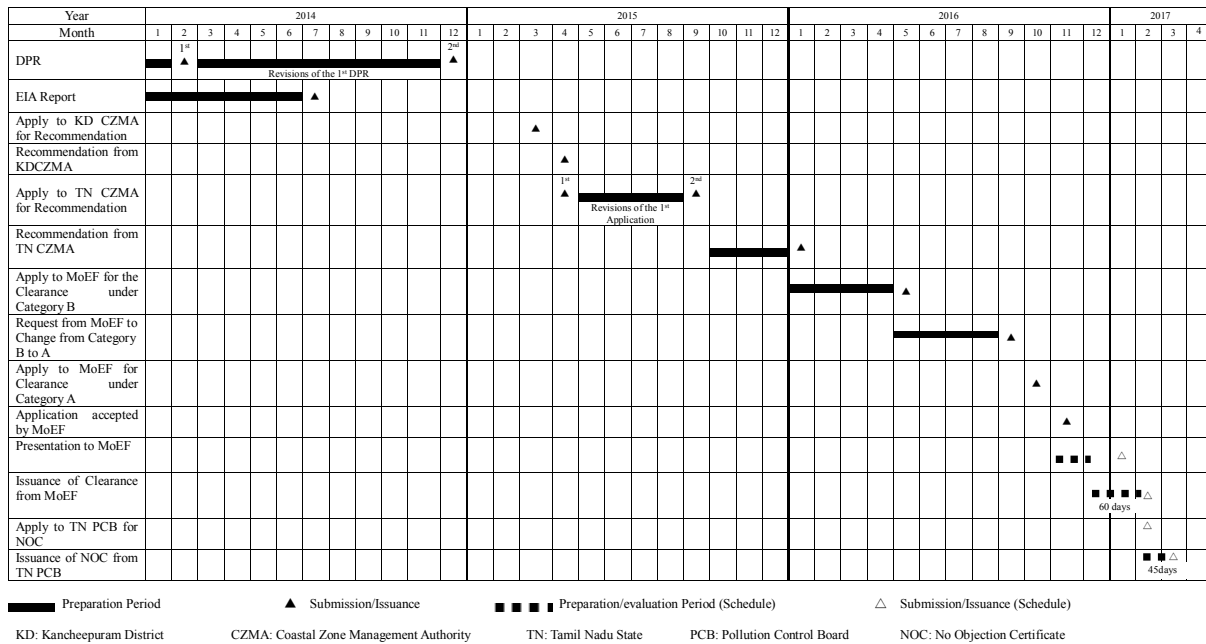 Year 2014 2015 2016 2017
Month 1 2 3 4 5 6 7 8 9 10 11 12 1 2 3 4 5 6 7 8 9 10 11 12 1 2 3 4 5 6 7 8 9 10 11 12 1 2 3 4
1st 2nd
DPR
Revisions of the 1st DPR
EIA Report
Apply to KD CZMA
for Recommendation
Recommendation from
KDCZMA
1st 2nd
Apply to TN CZMA
for Recommendation
Revisions of the 1st
Application
Recommendation from
TN CZMA
Apply to MoEF for the
Clearance under
Category B
Request from MoEF to
Change from Category
B to A
Apply to MoEF for
Clearance under
Category A
Application accepted
by MoEF
Presentation to MoEF
Issuance of Clearance
from MoEF
60 days
Apply to TN PCB for
NOC
Issuance of NOC from
TN PCB
45days
Preparation Period Submission/Issuance Preparation/evaluation Period (Schedule) Submission/Issuance (Schedule)
KD: Kancheepuram District CZMA: Coastal Zone Management Authority TN: Tamil Nadu State PCB: Pollution Control Board NOC: No Objection Certificate